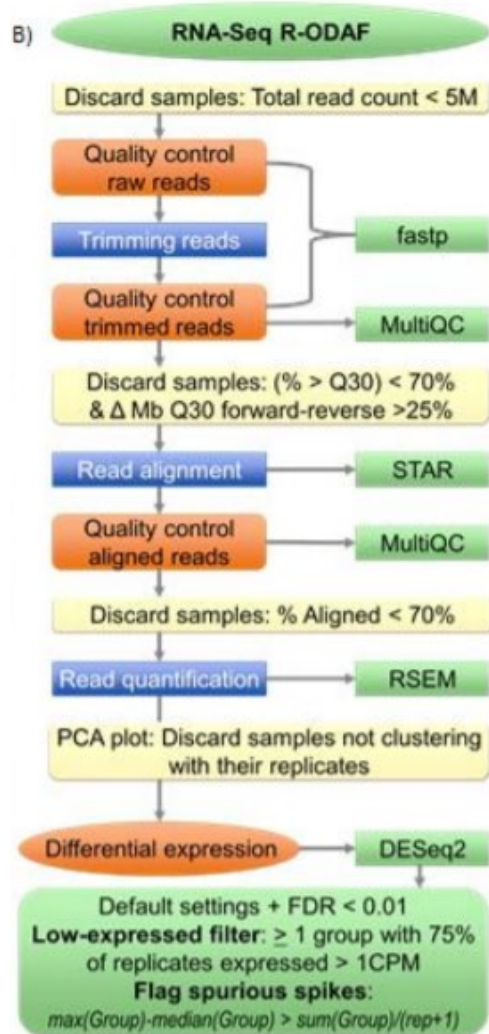 B)
RNA-Seq R-ODAF
Discard samples: Total read count < 5M
Quality control
raw reads
Trimming reads
fastp
Quality control
trimmed reads
MultiQC
Discard samples: (% > Q30) < 70%
& Δ Mb Q30 forward-reverse >25%
Read alignment
STAR
Quality control
aligned reads
MultiQC
Discard samples: % Aligned < 70%
Read quantification
RSEM
PCA plot: Discard samples not clustering
with their replicates
Differential expression
DESeq2
Default settings + FDR < 0.01
Low-expressed filter: ≥ 1 group with 75%
of replicates expressed > 1CPM
Flag spurious spikes:
max(Group)-median(Group) > sum(Group)/(rep+1)